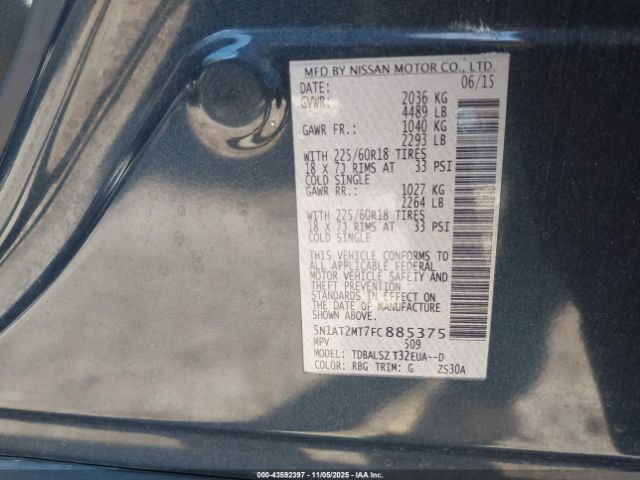 MFD BY NISSAN MOTOR CO., LTD.
DATE: 06/15
GVWR: 2036 KG
4489 LB
GAWR FR.: 1040 KG
2293 LB
WITH 225/60R18 TIRES
18 X 7J RIMS AT 33 PSI
COLD SINGLE
GAWR RR.: 1027 KG
2264 LB
WITH 225/60R18 TIRES
18 X 7J RIMS AT 33 PSI
COLD SINGLE
THIS VEHICLE CONFORMS TO
ALL APPLICABLE FEDERAL
MOTOR VEHICLE SAFETY AND
THEFT PREVENTION
STANDARDS IN EFFECT ON
THE DATE OF MANUFACTURE
SHOWN ABOVE
5N1AT2MT7FC885375
MPV 509
MODEL: TDBALSZ T32EUA--D
COLOR: RBG TRIM: G ZS30A
00-43592397 • 11/05/2025 • IAAI.COM